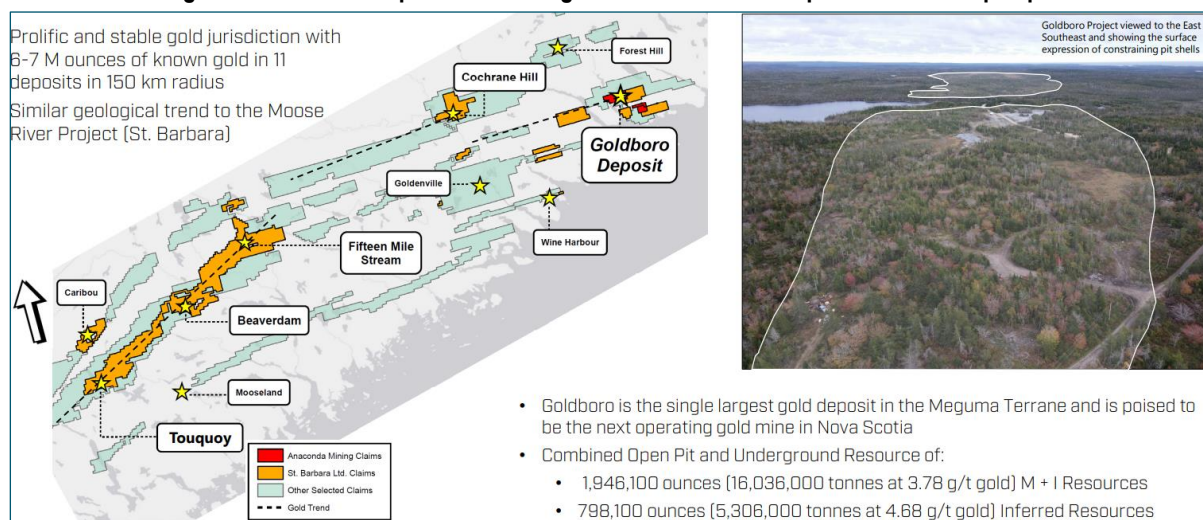 Prolific and stable gold jurisdiction with
6-7 M ounces of known gold in 11
deposits in 150 km radius
Similar geological trend to the Moose
River Project (St. Barbara)
Forest Hill
Cochrane Hill
Goldboro
Deposit
Goldenville
Wine Harbour
Fifteen Mile
Stream
Caribou
Beaverdam
Mooseland
Touquoy
Anaconda Mining Claims
St. Barbara Ltd. Claims
Other Selected Claims
Gold Trend
Goldboro Project viewed to the East
Southeast and showing the surface
expression of constraining pit shells
• Goldboro is the single largest gold deposit in the Meguma Terrane and is poised to
be the next operating gold mine in Nova Scotia
• Combined Open Pit and Underground Resource of:
• 1,946,100 ounces (16,036,000 tonnes at 3.78 g/t gold) M + I Resources
• 798,100 ounces (5,306,000 tonnes at 4.68 g/t gold) Inferred Resources